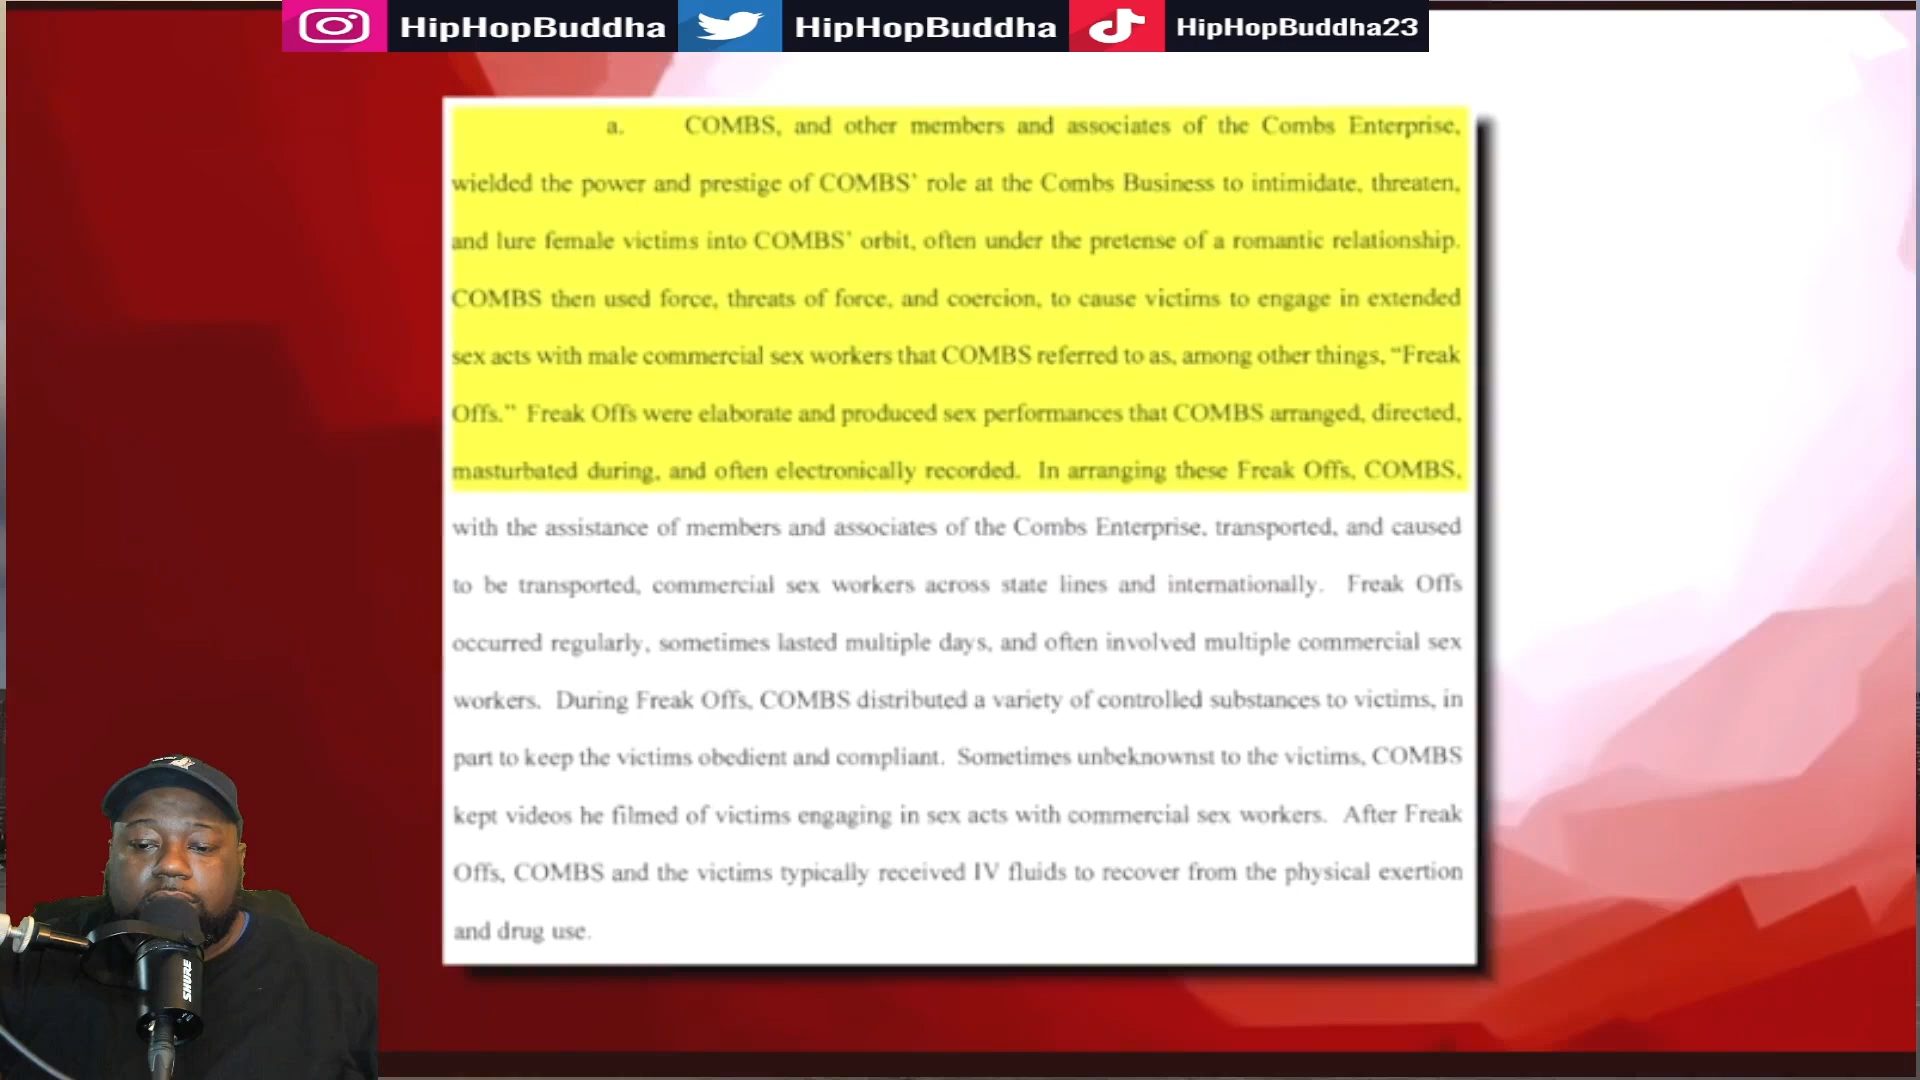 HipHopBuddha HipHopBuddha HipHopBuddha23
a. COMBS, and other members and associates of the Combs Enterprise,
wielded the power and prestige of COMBS' role at the Combs Business to intimidate, threaten,
and lure female victims into COMBS' orbit, often under the pretense of a romantic relationship.
COMBS then used force, threats of force, and coercion, to cause victims to engage in extended
sex acts with male commercial sex workers that COMBS referred to as, among other things, “Freak
Offs.” Freak Offs were elaborate and produced sex performances that COMBS arranged, directed,
masturbated during, and often electronically recorded. In arranging these Freak Offs, COMBS,
with the assistance of members and associates of the Combs Enterprise, transported, and caused
to be transported, commercial sex workers across state lines and internationally. Freak Offs
occurred regularly, sometimes lasted multiple days, and often involved multiple commercial sex
workers. During Freak Offs, COMBS distributed a variety of controlled substances to victims, in
part to keep the victims obedient and compliant. Sometimes unbeknownst to the victims, COMBS
kept videos he filmed of victims engaging in sex acts with commercial sex workers. After Freak
Offs, COMBS and the victims typically received IV fluids to recover from the physical exertion
and drug use.
SHURE